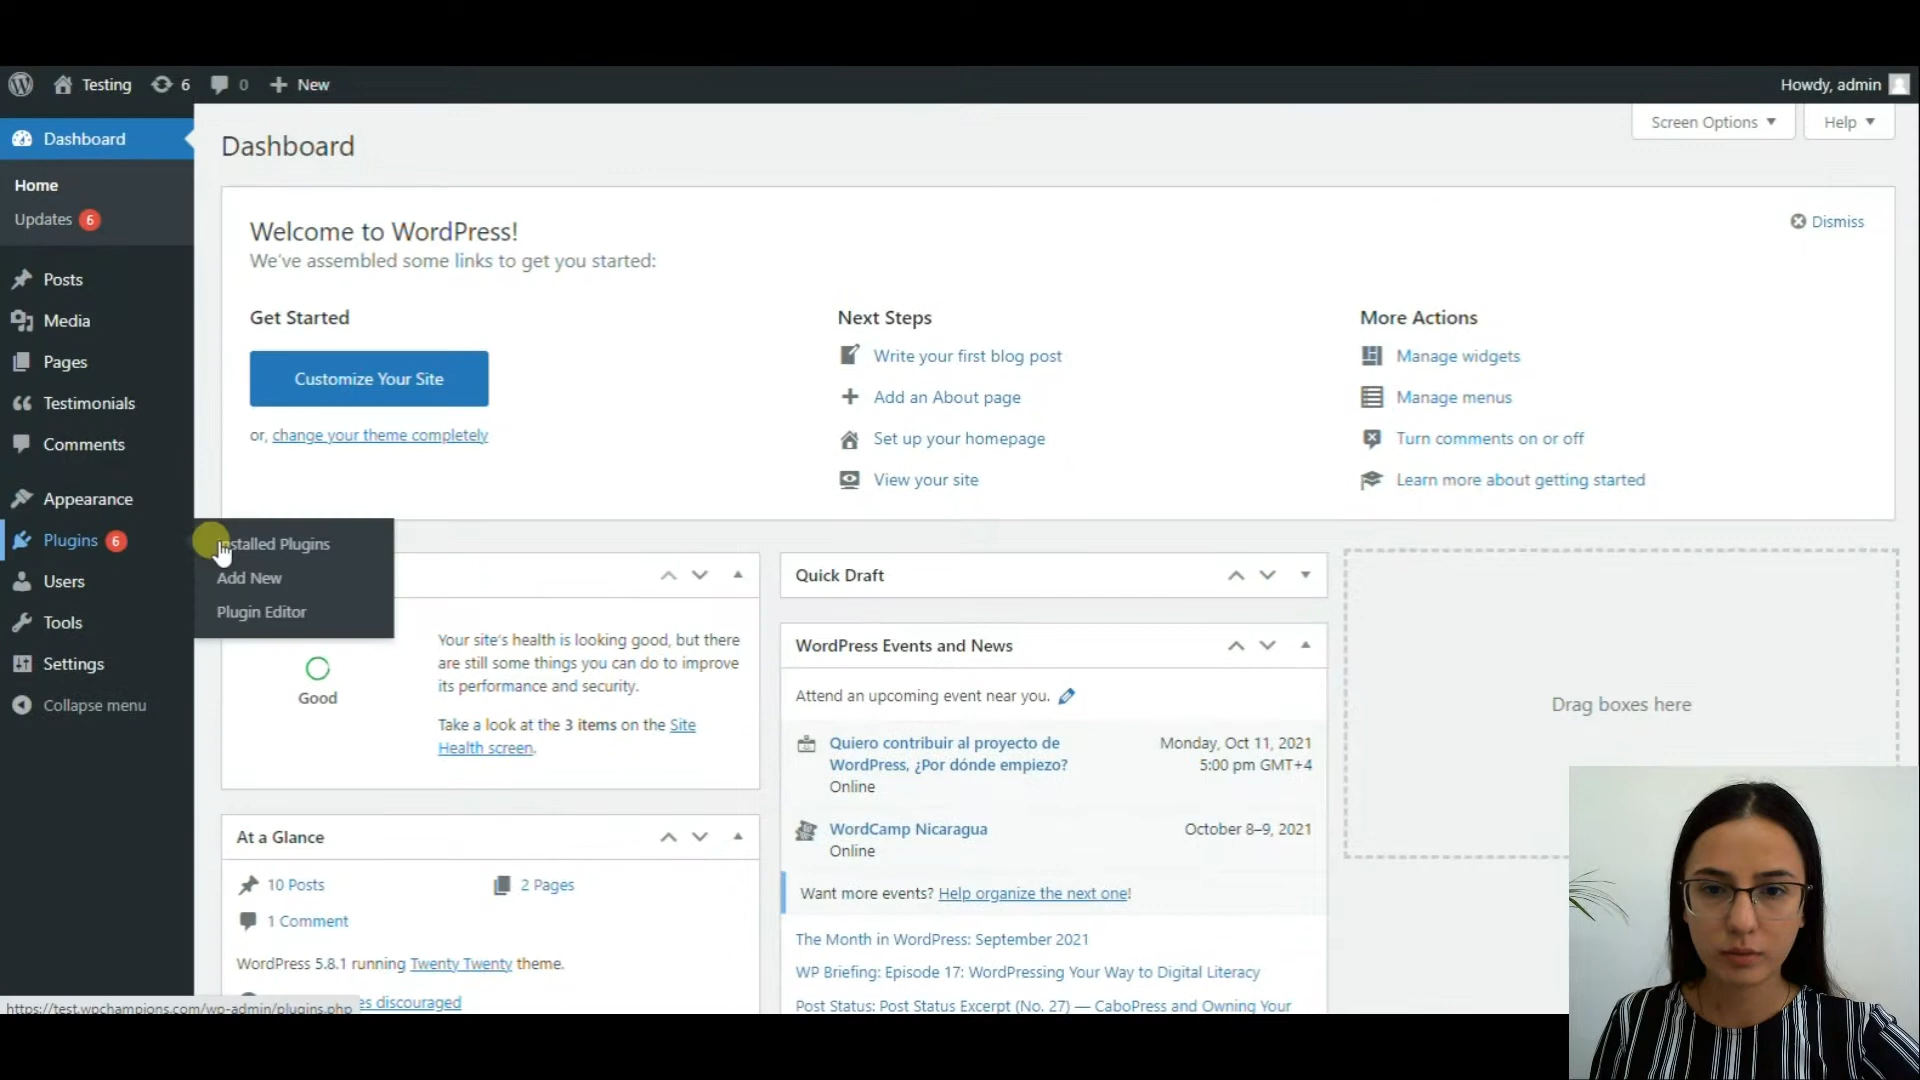 Testing 6 0 New Howdy, admin
Dashboard
Home
Updates 6
Posts
Media
Pages
Testimonials
Comments
Appearance
Plugins 6
Users
Tools
Settings
Collapse menu
Installed Plugins
Add New
Plugin Editor
Dashboard
Screen Options Help
Welcome to WordPress!
We've assembled some links to get you started:
Dismiss
Get Started
Customize Your Site
or, change your theme completely
Next Steps
Write your first blog post
Add an About page
Set up your homepage
View your site
More Actions
Manage widgets
Manage menus
Turn comments on or off
Learn more about getting started
Good
Your site's health is looking good, but there
are still some things you can do to improve
its performance and security.
Take a look at the 3 items on the Site
Health screen.
At a Glance
10 Posts 2 Pages
1 Comment
WordPress 5.8.1 running Twenty Twenty theme.
es discouraged
Quick Draft
WordPress Events and News
Attend an upcoming event near you.
Quiero contribuir al proyecto de Monday, Oct 11, 2021
WordPress, ¿Por dónde empiezo? 5:00 pm GMT+4
Online
WordCamp Nicaragua October 8–9, 2021
Online
Want more events? Help organize the next one!
The Month in WordPress: September 2021
WP Briefing: Episode 17: WordPressing Your Way to Digital Literacy
Post Status: Post Status Excerpt (No. 27) — CaboPress and Owning Your
Drag boxes here
https://test.wpchampions.com/wp-admin/plugins.php